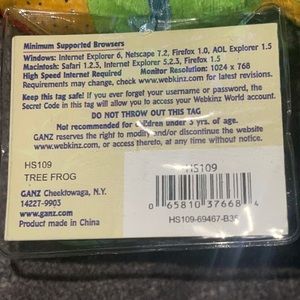 Minimum Supported Browsers
Windows: Internet Explorer 6, Netscape 7.2, Firefox 1.0, AOL Explorer 1.5
Macintosh: Safari 1.2.3, Internet Explorer 5.2.3, Firefox 1.5
High Speed Internet Required Monitor Resolution: 1024 x 768
Requirements may change, check www.webkinz.com for latest revisions.
Keep this tag safe! If you ever forget your username or password, the
Secret Code in this tag will allow you to access your Webkinz World account.
DO NOT THROW OUT THIS TAG
Not recommended for children under 3 yrs. of age.
GANZ reserves the right to modify and/or discontinue the website
www.webkinz.com, or access thereto, at any time without notice.
HS109
TREE FROG
GANZ Cheektowaga, N.Y.
14227-9903
www.ganz.com
Product made in China
HS109
0 65810 37668 4
HS109-69467-B35